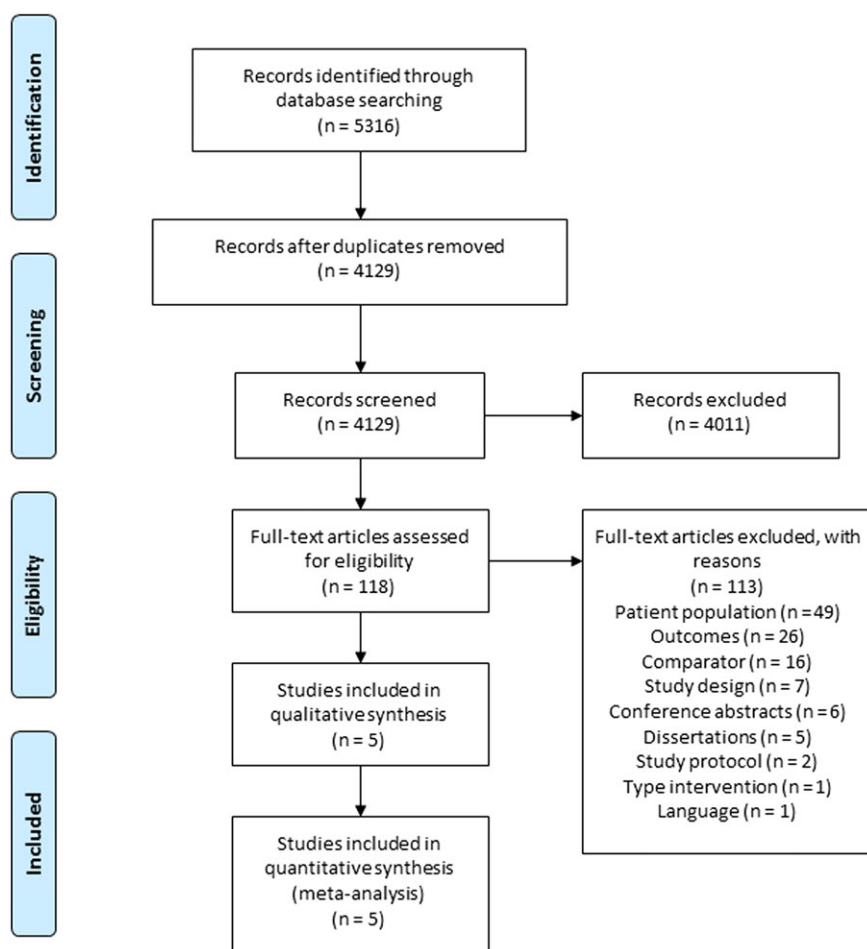 Identification
Records identified through
database searching
(n = 5316)
Records after duplicates removed
(n = 4129)
Screening
Records screened
(n = 4129)
Records excluded
(n = 4011)
Eligibility
Full-text articles assessed
for eligibility
(n = 118)
Full-text articles excluded, with
reasons
(n = 113)
Patient population (n =49)
Outcomes (n = 26)
Comparator (n = 16)
Study design (n = 7)
Conference abstracts (n = 6)
Dissertations (n = 5)
Study protocol (n = 2)
Type intervention (n = 1)
Language (n = 1)
Studies included in
qualitative synthesis
(n = 5)
Included
Studies included in
quantitative synthesis
(meta-analysis)
(n = 5)